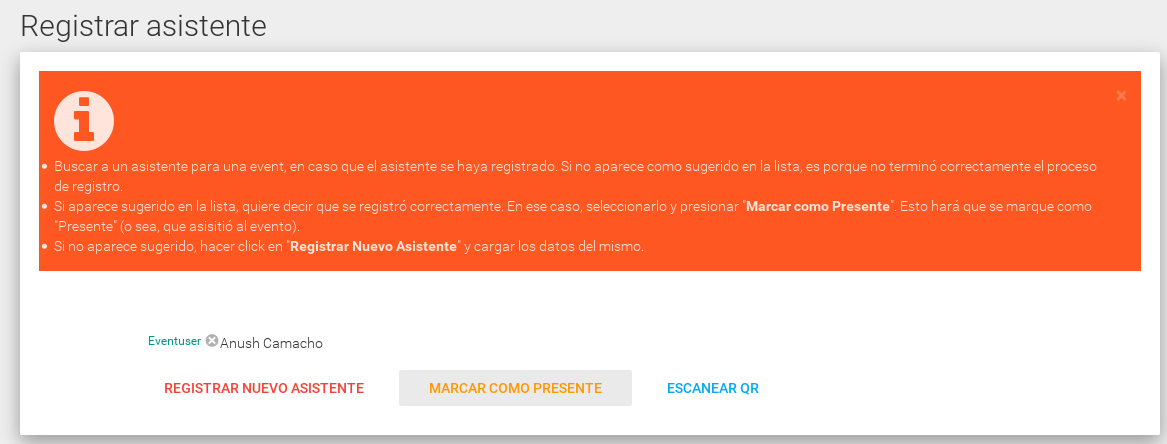 Registrar asistente
×
• Buscar a un asistente para una event, en caso que el asistente se haya registrado. Si no aparece como sugerido en la lista, es porque no terminó correctamente el proceso
de registro.
• Si aparece sugerido en la lista, quiere decir que se registró correctamente. En ese caso, seleccionarlo y presionar "Marcar como Presente". Esto hará que se marque como
"Presente" (o sea, que asisitió al evento).
• Si no aparece sugerido, hacer click en "Registrar Nuevo Asistente" y cargar los datos del mismo.
Eventuser Anush Camacho
REGISTRAR NUEVO ASISTENTE MARCAR COMO PRESENTE ESCANEAR QR